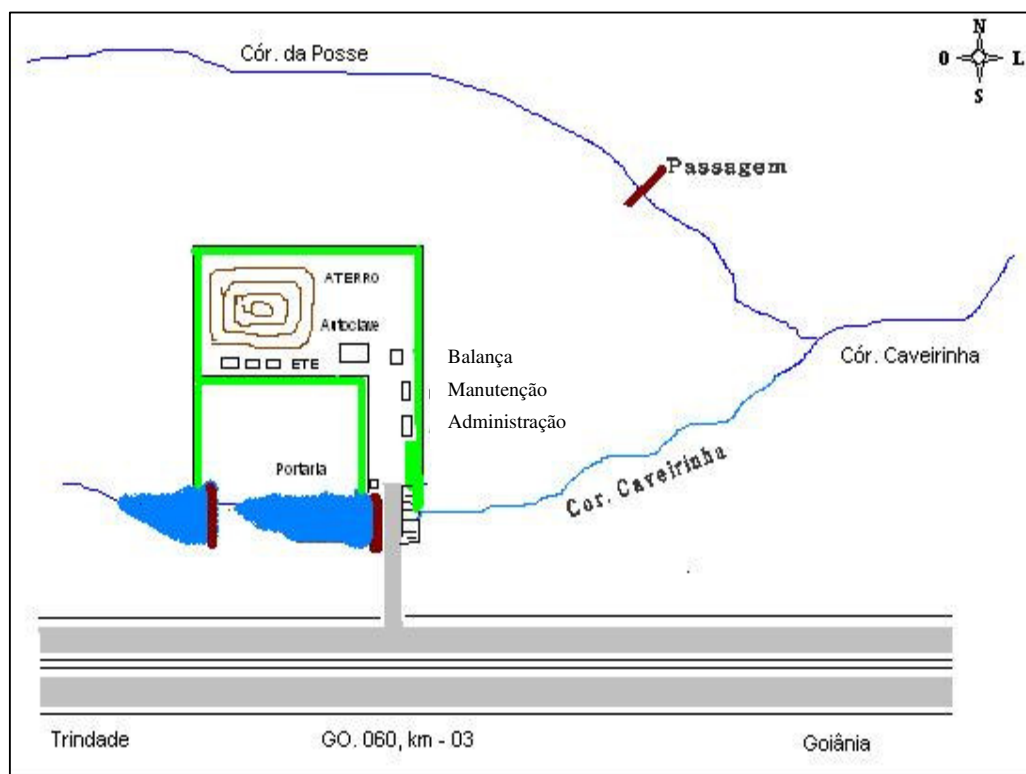 N
Cór. da Posse
O L
S
Passagem
ATERRO
Autoclave
Balança
Cór. Caveirinha
ETE
Manutenção
Administração
Portaria
Cor. Caveirinha
Trindade GO. 060, km - 03 Goiânia